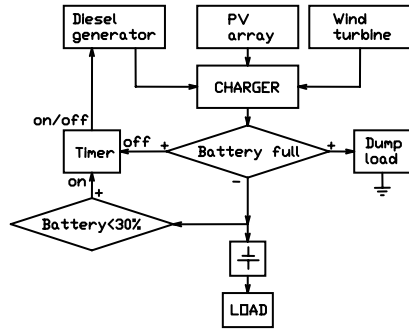 Diesel
generator
PV
array
Wind
turbine
CHARGER
on/off
Timer
off
+
Battery full
+
Dump
load
on
-
+
Battery<30%
LOAD